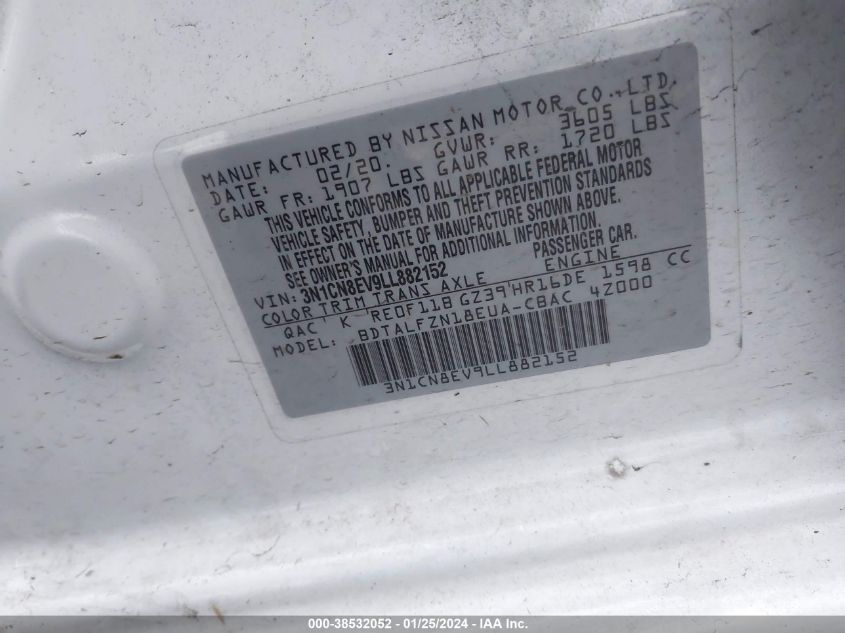 MANUFACTURED BY NISSAN MOTOR CO., LTD.
DATE: 02/20. GVWR: 3605 LBS
GAWR FR: 1907 LBS GAWR RR: 1720 LBS
THIS VEHICLE CONFORMS TO ALL APPLICABLE FEDERAL MOTOR
VEHICLE SAFETY, BUMPER AND THEFT PREVENTION STANDARDS
IN EFFECT ON THE DATE OF MANUFACTURE SHOWN ABOVE.
SEE OWNER'S MANUAL FOR ADDITIONAL INFORMATION.
VIN: 3N1CN8EV9LL882152 PASSENGER CAR.
COLOR TRIM TRANS AXLE ENGINE
QAC K RE0F11B GZ39 HR16DE 1598 CC
MODEL: BDTALFZN18EUA-CBAC 4Z000
3N1CN8EV9LL882152
000-38532052 - 01/25/2024 - IAA Inc.